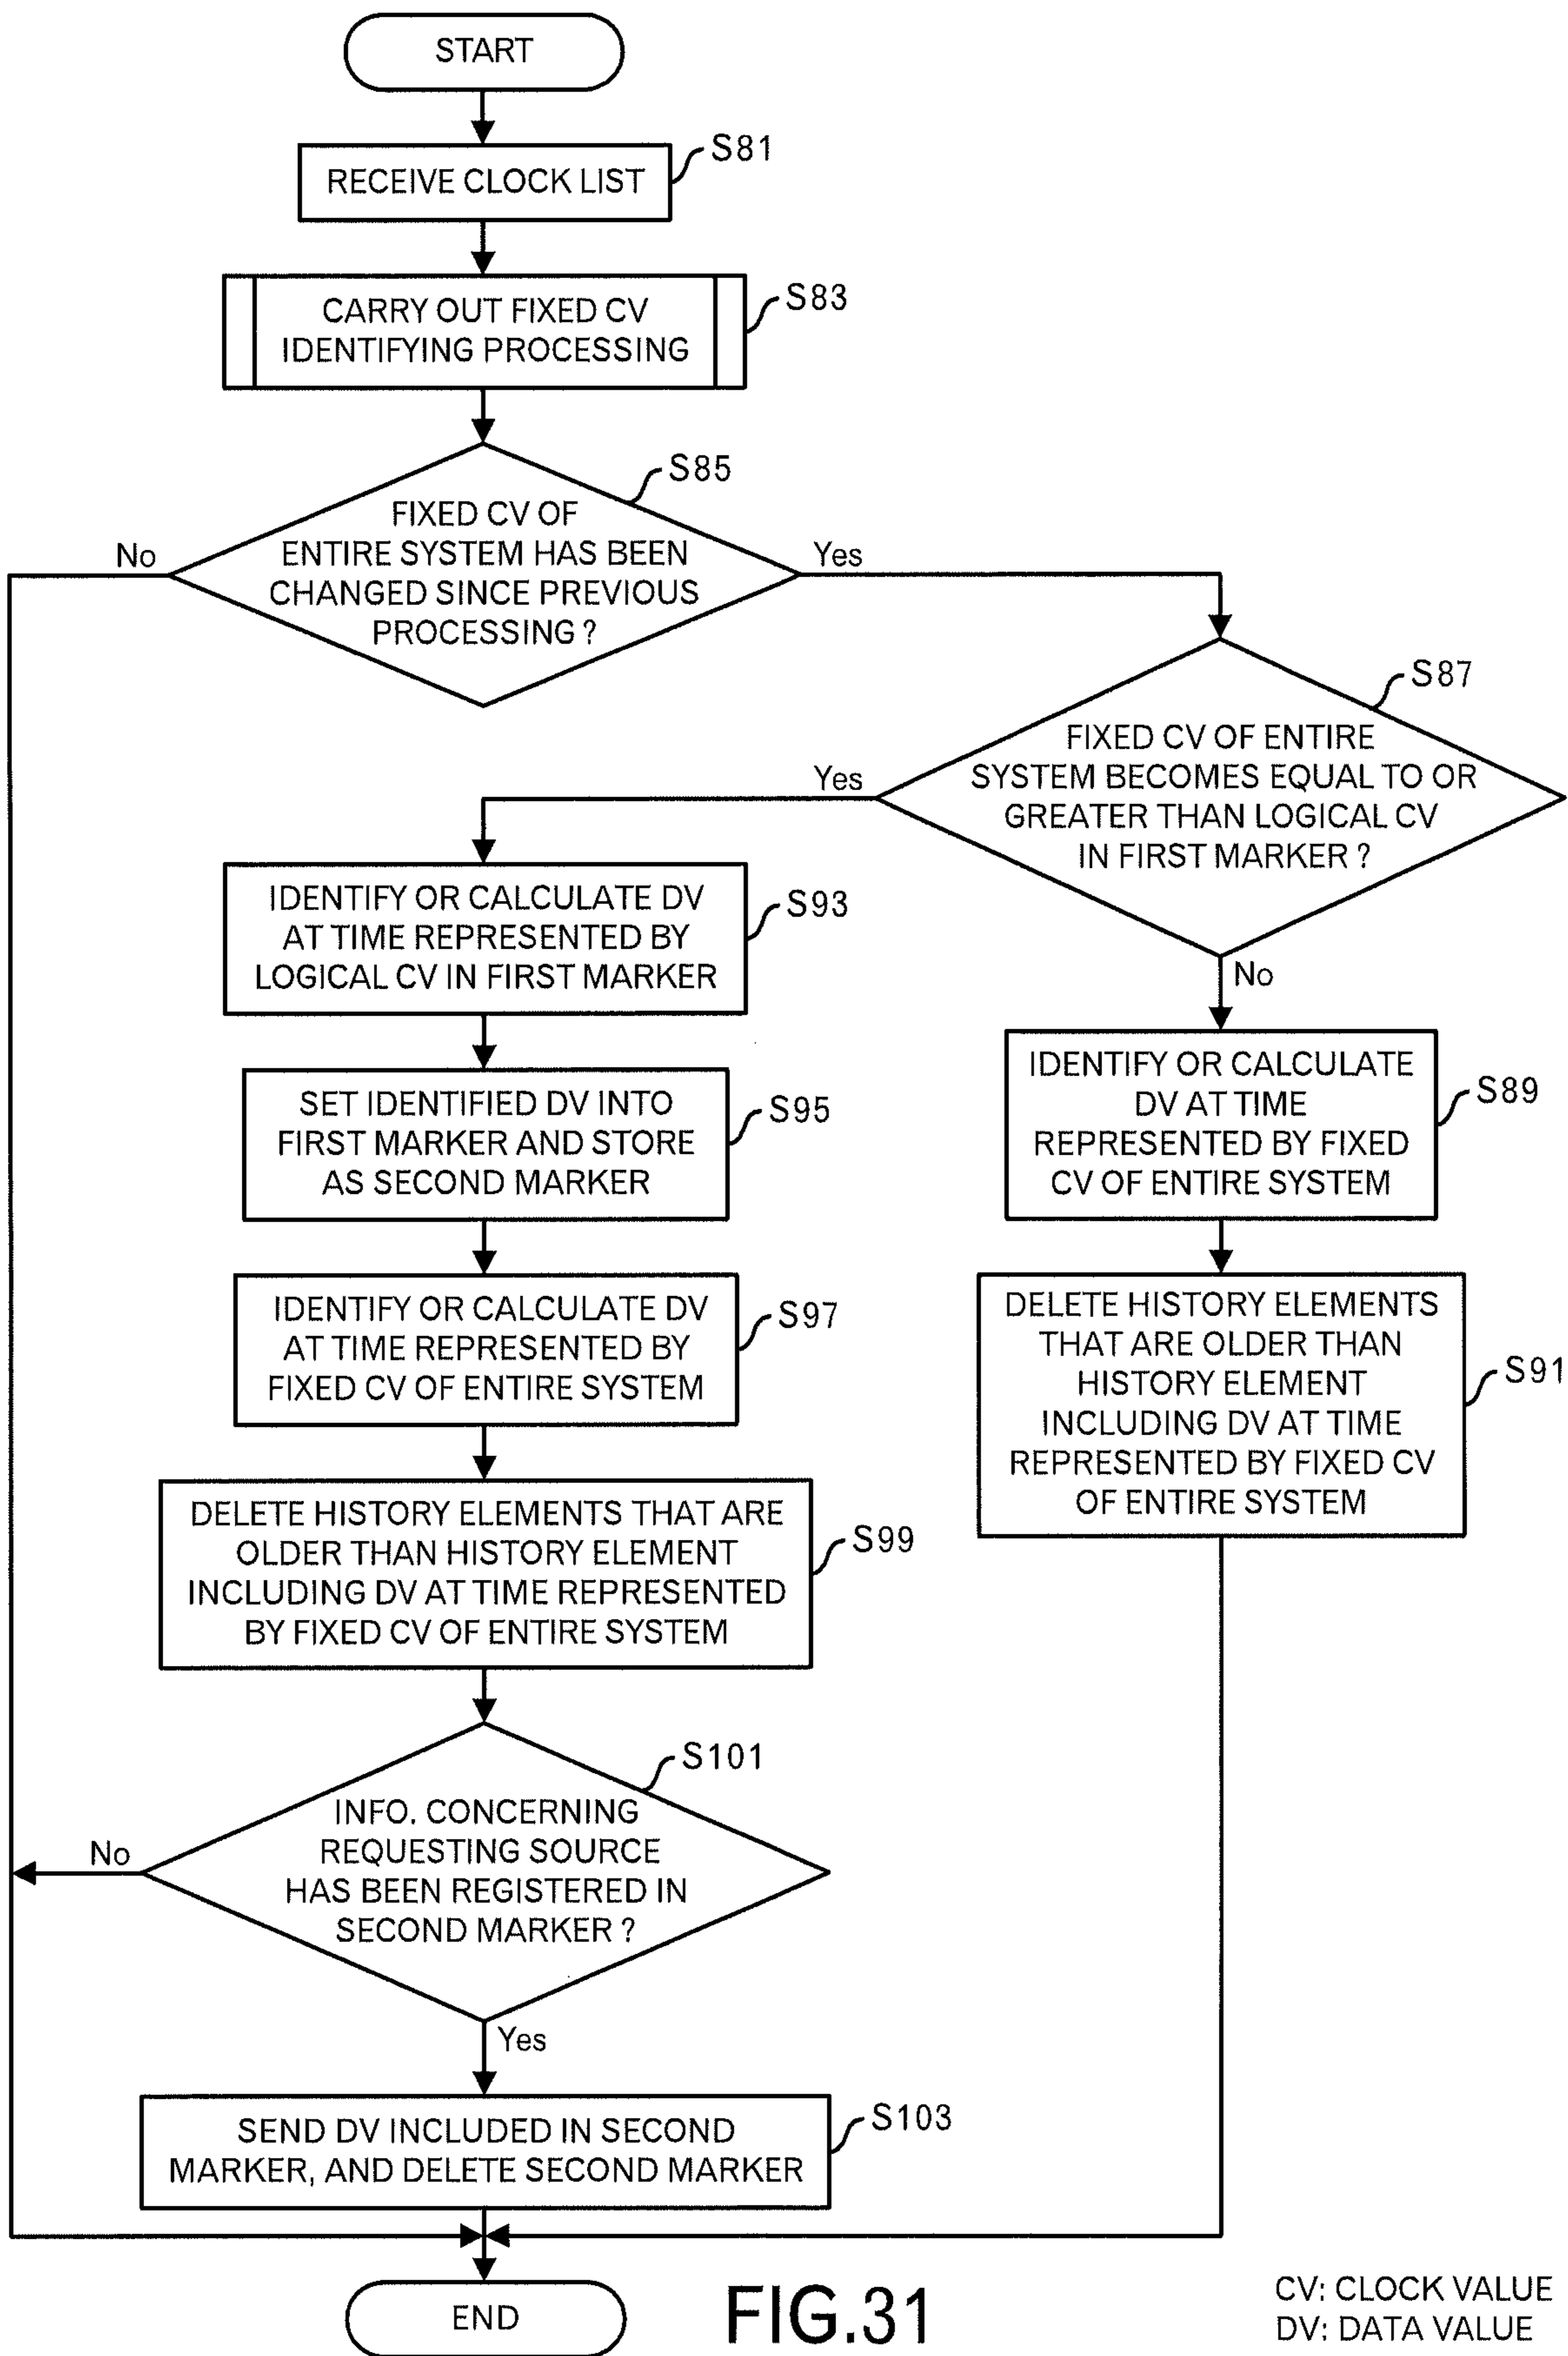 START
RECEIVE CLOCK LIST
S81
CARRY OUT FIXED CV
IDENTIFYING PROCESSING
S83
FIXED CV OF
ENTIRE SYSTEM HAS BEEN
CHANGED SINCE PREVIOUS
PROCESSING ?
S85
No
Yes
FIXED CV OF ENTIRE
SYSTEM BECOMES EQUAL TO OR
GREATER THAN LOGICAL CV
IN FIRST MARKER ?
S87
Yes
No
IDENTIFY OR CALCULATE DV
AT TIME REPRESENTED BY
LOGICAL CV IN FIRST MARKER
S93
SET IDENTIFIED DV INTO
FIRST MARKER AND STORE
AS SECOND MARKER
S95
IDENTIFY OR CALCULATE
DV AT TIME
REPRESENTED BY FIXED
CV OF ENTIRE SYSTEM
S89
IDENTIFY OR CALCULATE DV
AT TIME REPRESENTED BY
FIXED CV OF ENTIRE SYSTEM
S97
DELETE HISTORY ELEMENTS
THAT ARE OLDER THAN
HISTORY ELEMENT
INCLUDING DV AT TIME
REPRESENTED BY FIXED CV
OF ENTIRE SYSTEM
S91
DELETE HISTORY ELEMENTS THAT ARE
OLDER THAN HISTORY ELEMENT
INCLUDING DV AT TIME REPRESENTED
BY FIXED CV OF ENTIRE SYSTEM
S99
INFO. CONCERNING
REQUESTING SOURCE
HAS BEEN REGISTERED IN
SECOND MARKER ?
S101
No
Yes
SEND DV INCLUDED IN SECOND
MARKER, AND DELETE SECOND MARKER
S103
END
FIG.31
CV: CLOCK VALUE
DV: DATA VALUE